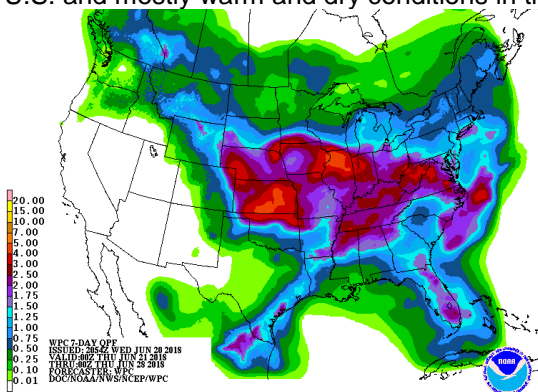 U.S. and mostly warm and dry conditions in th
20.00
15.00
10.00
7.00
5.00
4.00
3.00
2.50
2.00
1.75
1.50
1.25
1.00
0.75
0.50
0.25
0.10
0.01
WPC 7-DAY QPF
ISSUED: 2054Z WED JUN 20 2018
VALID:00Z THU JUN 21 2018
THRU:00Z THU JUN 28 2018
FORECASTER: WPC
DOC/NOAA/NWS/NCEP/WPC
NOAA